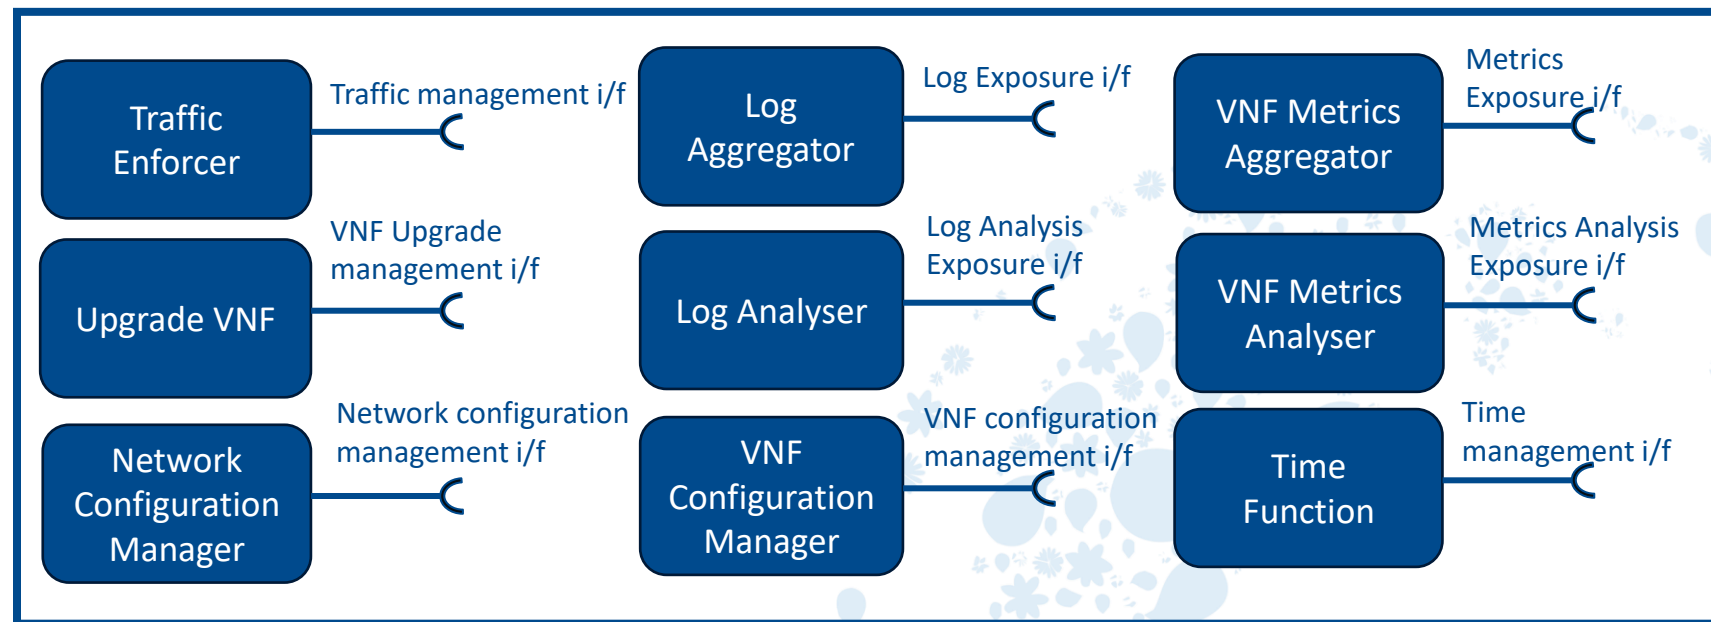 Traffic
Enforcer
Traffic management i/f
Log
Aggregator
Log Exposure i/f
VNF Metrics
Aggregator
Metrics
Exposure i/f
Upgrade VNF
VNF Upgrade
management i/f
Log Analyser
Log Analysis
Exposure i/f
VNF Metrics
Analyser
Metrics Analysis
Exposure i/f
Network
Configuration
Manager
Network configuration
management i/f
VNF
Configuration
Manager
VNF configuration
management i/f
Time
Function
Time
management i/f